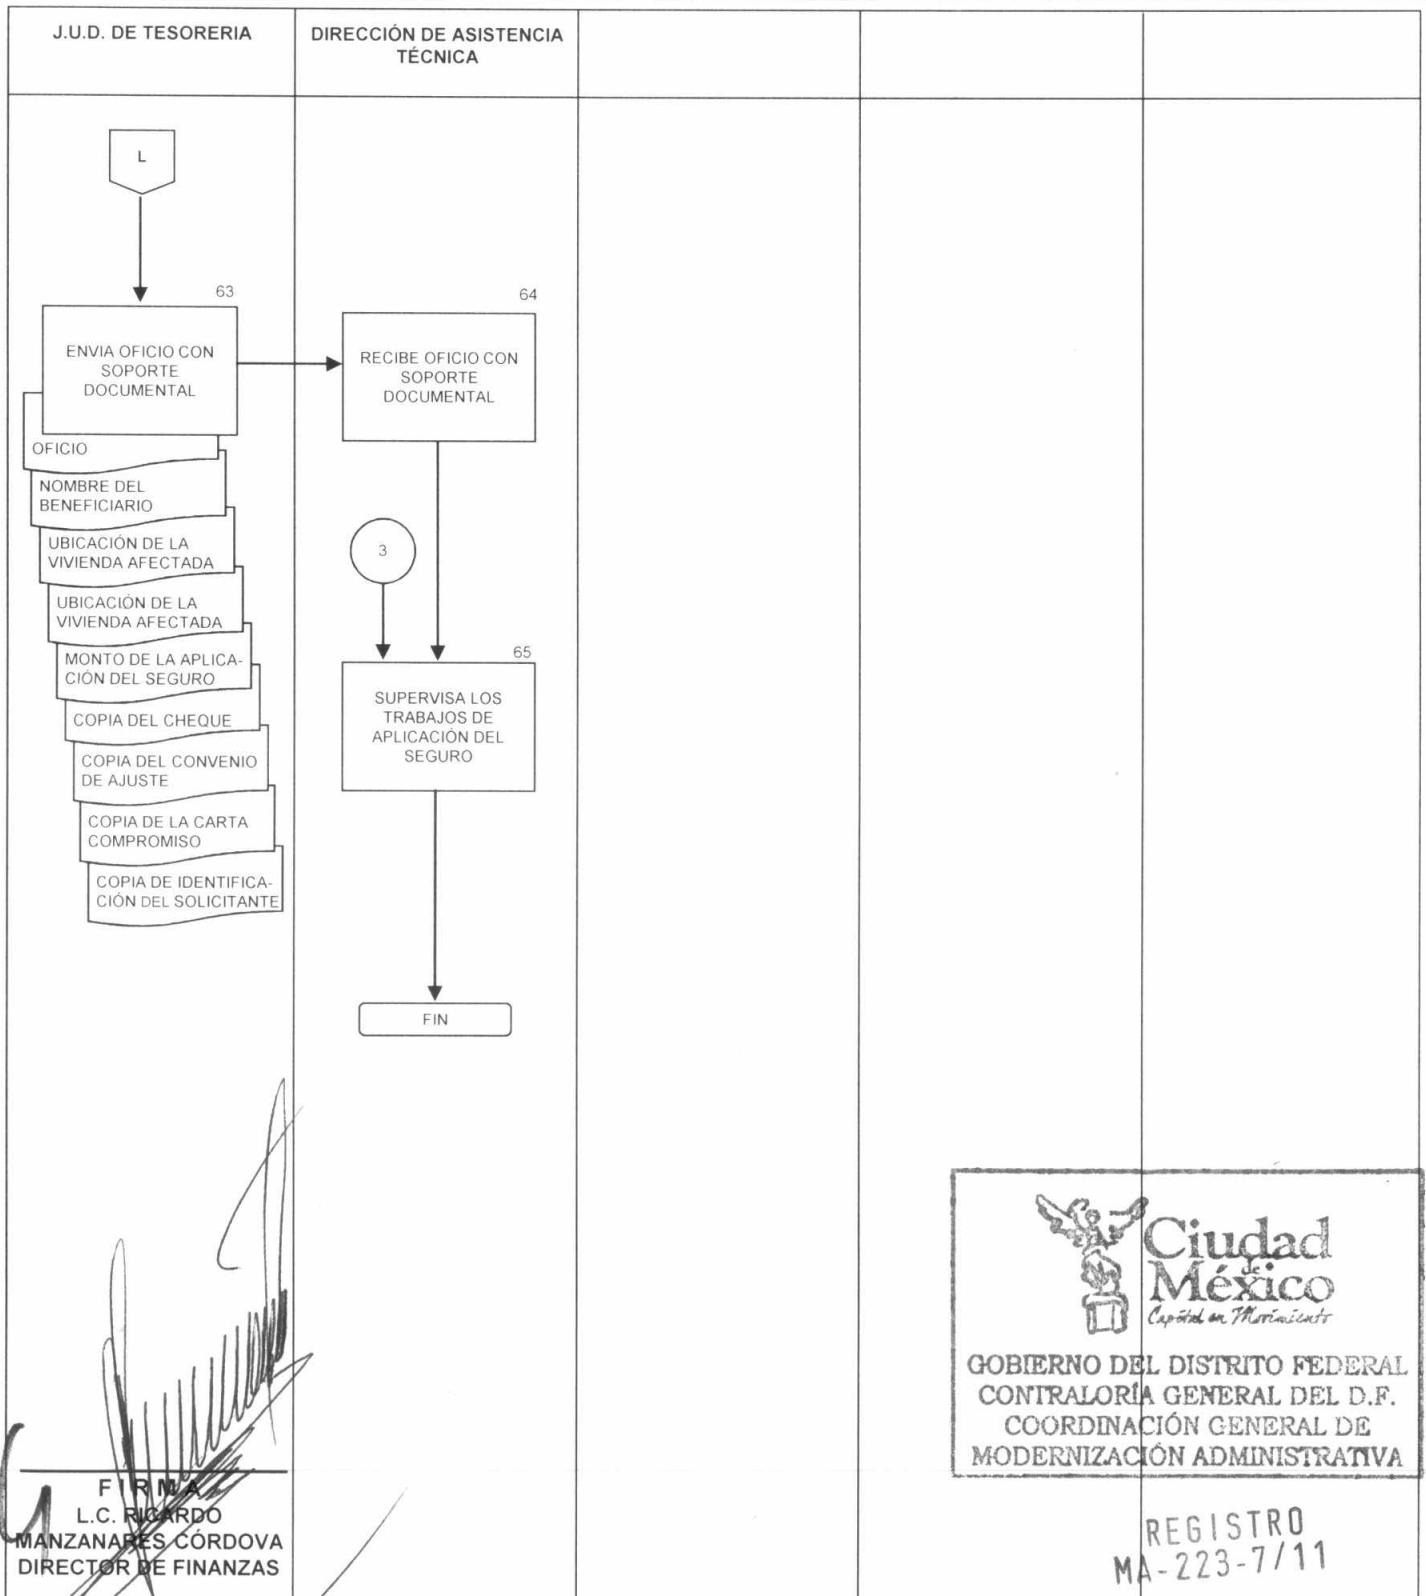 J.U.D. DE TESORERIA
DIRECCIÓN DE ASISTENCIA
TÉCNICA
L
63
ENVIA OFICIO CON
SOPORTE
DOCUMENTAL
OFICIO
NOMBRE DEL
BENEFICIARIO
UBICACIÓN DE LA
VIVIENDA AFECTADA
UBICACIÓN DE LA
VIVIENDA AFECTADA
MONTO DE LA APLICA-
CIÓN DEL SEGURO
COPIA DEL CHEQUE
COPIA DEL CONVENIO
DE AJUSTE
COPIA DE LA CARTA
COMPROMISO
COPIA DE IDENTIFICA-
CIÓN DEL SOLICITANTE
64
RECIBE OFICIO CON
SOPORTE
DOCUMENTAL
3
65
SUPERVISA LOS
TRABAJOS DE
APLICACIÓN DEL
SEGURO
FIN
FIRMA
L.C. RICARDO
MANZANARES CÓRDOVA
DIRECTOR DE FINANZAS
Ciudad
de
México
Capital en Movimiento
GOBIERNO DEL DISTRITO FEDERAL
CONTRALORÍA GENERAL DEL D.F.
COORDINACIÓN GENERAL DE
MODERNIZACIÓN ADMINISTRATIVA
REGISTRO
MA-223-7/11